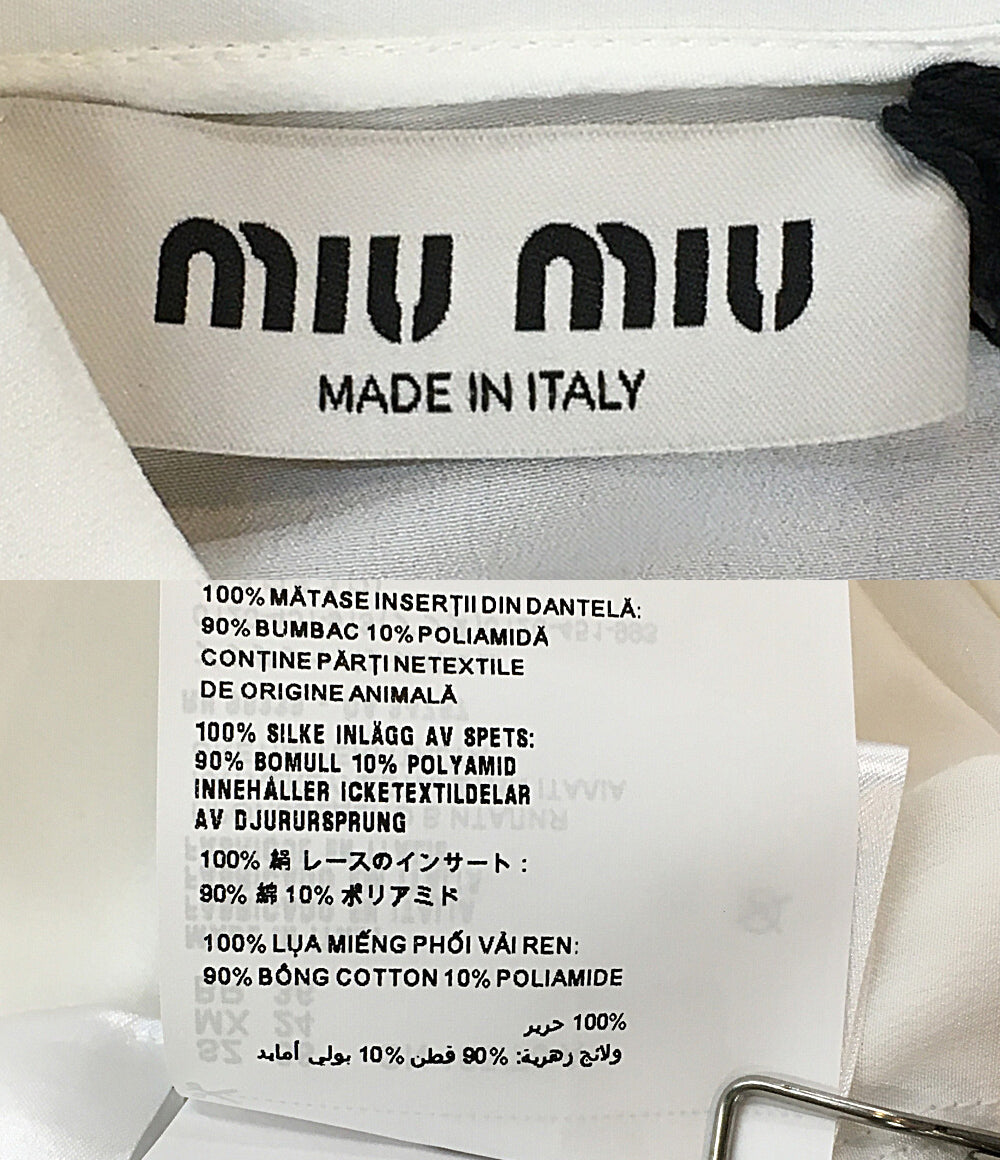 miu miu
MADE IN ITALY
100% MĂTASE INSERȚII DIN DANTELĂ:
90% BUMBAC 10% POLIAMIDĂ
CONȚINE PĂRȚI NETEXTILE
DE ORIGINE ANIMALĂ
100% SILKE INLÄGG AV SPETS:
90% BOMULL 10% POLYAMID
INNEHÅLLER ICKETEXTILDELAR
AV DJURURSPRUNG
100% 絹 レースのインサート:
90% 綿 10% ポリアミド
100% LỤA MIẾNG PHỐI VẢI REN:
90% BÔNG COTTON 10% POLIAMIDE
100% حرير
ولائج زهرية: 90% قطن 10% بولي أمايد